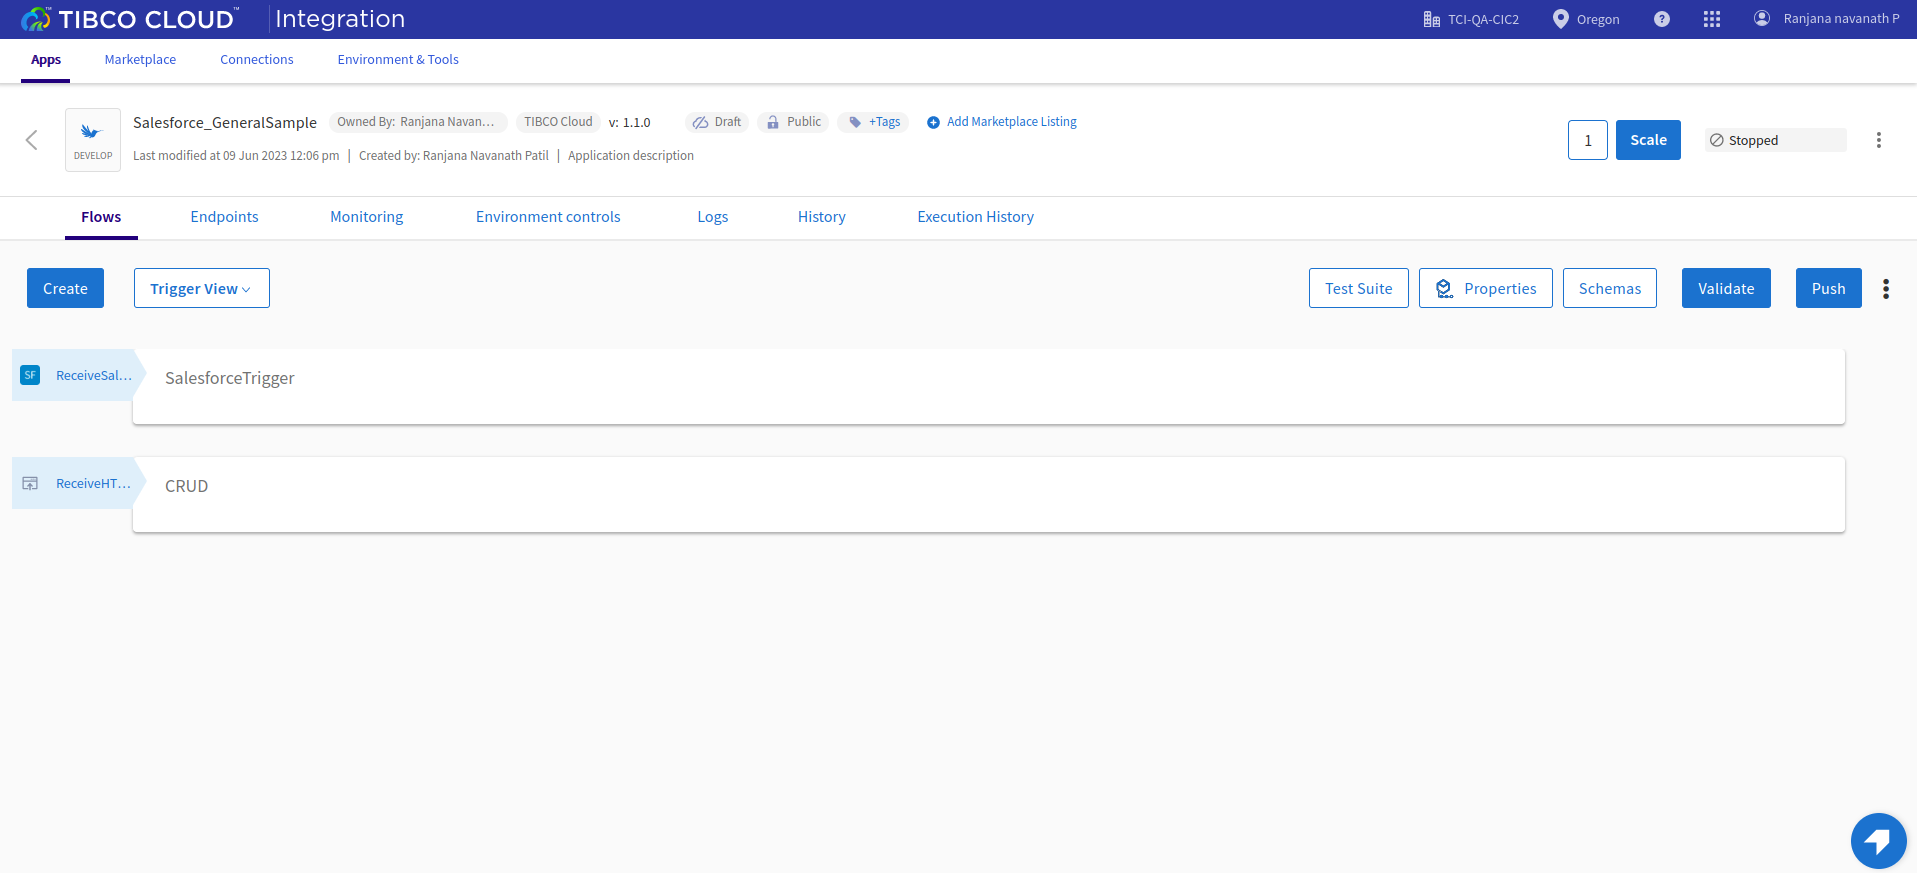 TIBCO CLOUD™ Integration
TCI-QA-CIC2 Oregon ? Ranjana navanath P
Apps Marketplace Connections Environment & Tools
DEVELOP
Salesforce_GeneralSample Owned By: Ranjana Navan... TIBCO Cloud v: 1.1.0 Draft Public +Tags Add Marketplace Listing
Last modified at 09 Jun 2023 12:06 pm | Created by: Ranjana Navanath Patil | Application description
1 Scale Stopped
Flows Endpoints Monitoring Environment controls Logs History Execution History
Create Trigger View Test Suite Properties Schemas Validate Push
SF ReceiveSal... SalesforceTrigger
ReceiveHT... CRUD